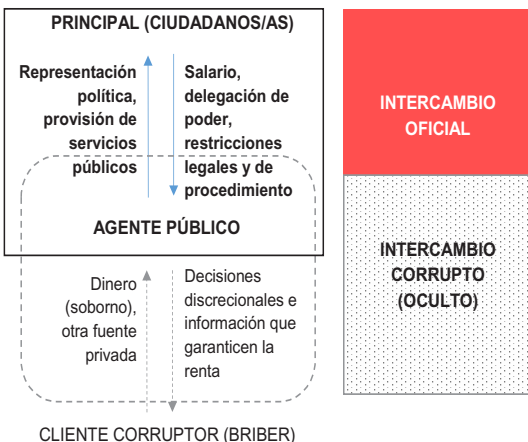 PRINCIPAL (CIUDADANOS/AS)
Representación
política,
provisión de
servicios
públicos
Salario,
delegación de
poder,
restricciones
legales y de
procedimiento
AGENTE PÚBLICO
Dinero
(soborno),
otra fuente
privada
Decisiones
discrecionales e
información que
garanticen la
renta
CLIENTE CORRUPTOR (BRIBER)
INTERCAMBIO
OFICIAL
INTERCAMBIO
CORRUPTO
(OCULTO)